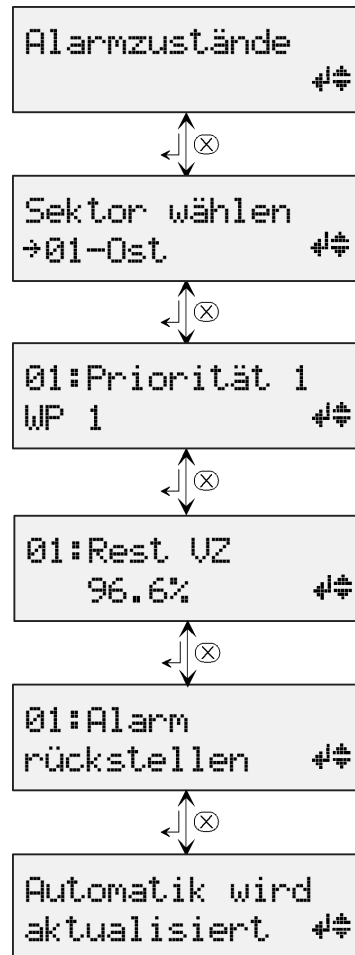 Alarmzustände
Sektor wählen
→01-Ost
01:Priorität 1
WP 1
01:Rest VZ
96.6%
01:Alarm
rückstellen
Automatik wird
aktualisiert